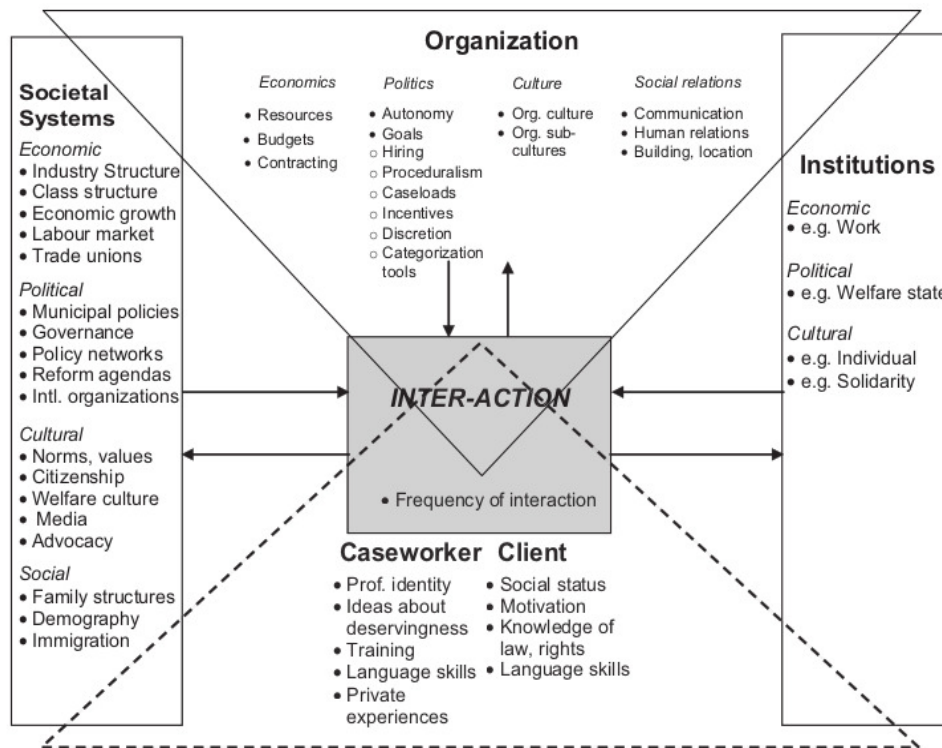 Organization
Economics
• Resources
• Budgets
• Contracting
Politics
• Autonomy
• Goals
○ Hiring
○ Proceduralism
○ Caseloads
○ Incentives
○ Discretion
○ Categorization
tools
Culture
• Org. culture
• Org. sub-
cultures
Social relations
• Communication
• Human relations
• Building, location
Societal
Systems
Economic
• Industry Structure
• Class structure
• Economic growth
• Labour market
• Trade unions
Political
• Municipal policies
• Governance
• Policy networks
• Reform agendas
• Intl. organizations
Cultural
• Norms, values
• Citizenship
• Welfare culture
• Media
• Advocacy
Social
• Family structures
• Demography
• Immigration
INTER-ACTION
• Frequency of interaction
Caseworker
• Prof. identity
• Ideas about
deservingness
• Training
• Language skills
• Private
experiences
Client
• Social status
• Motivation
• Knowledge of
law, rights
• Language skills
Institutions
Economic
• e.g. Work
Political
• e.g. Welfare state
Cultural
• e.g. Individual
• e.g. Solidarity